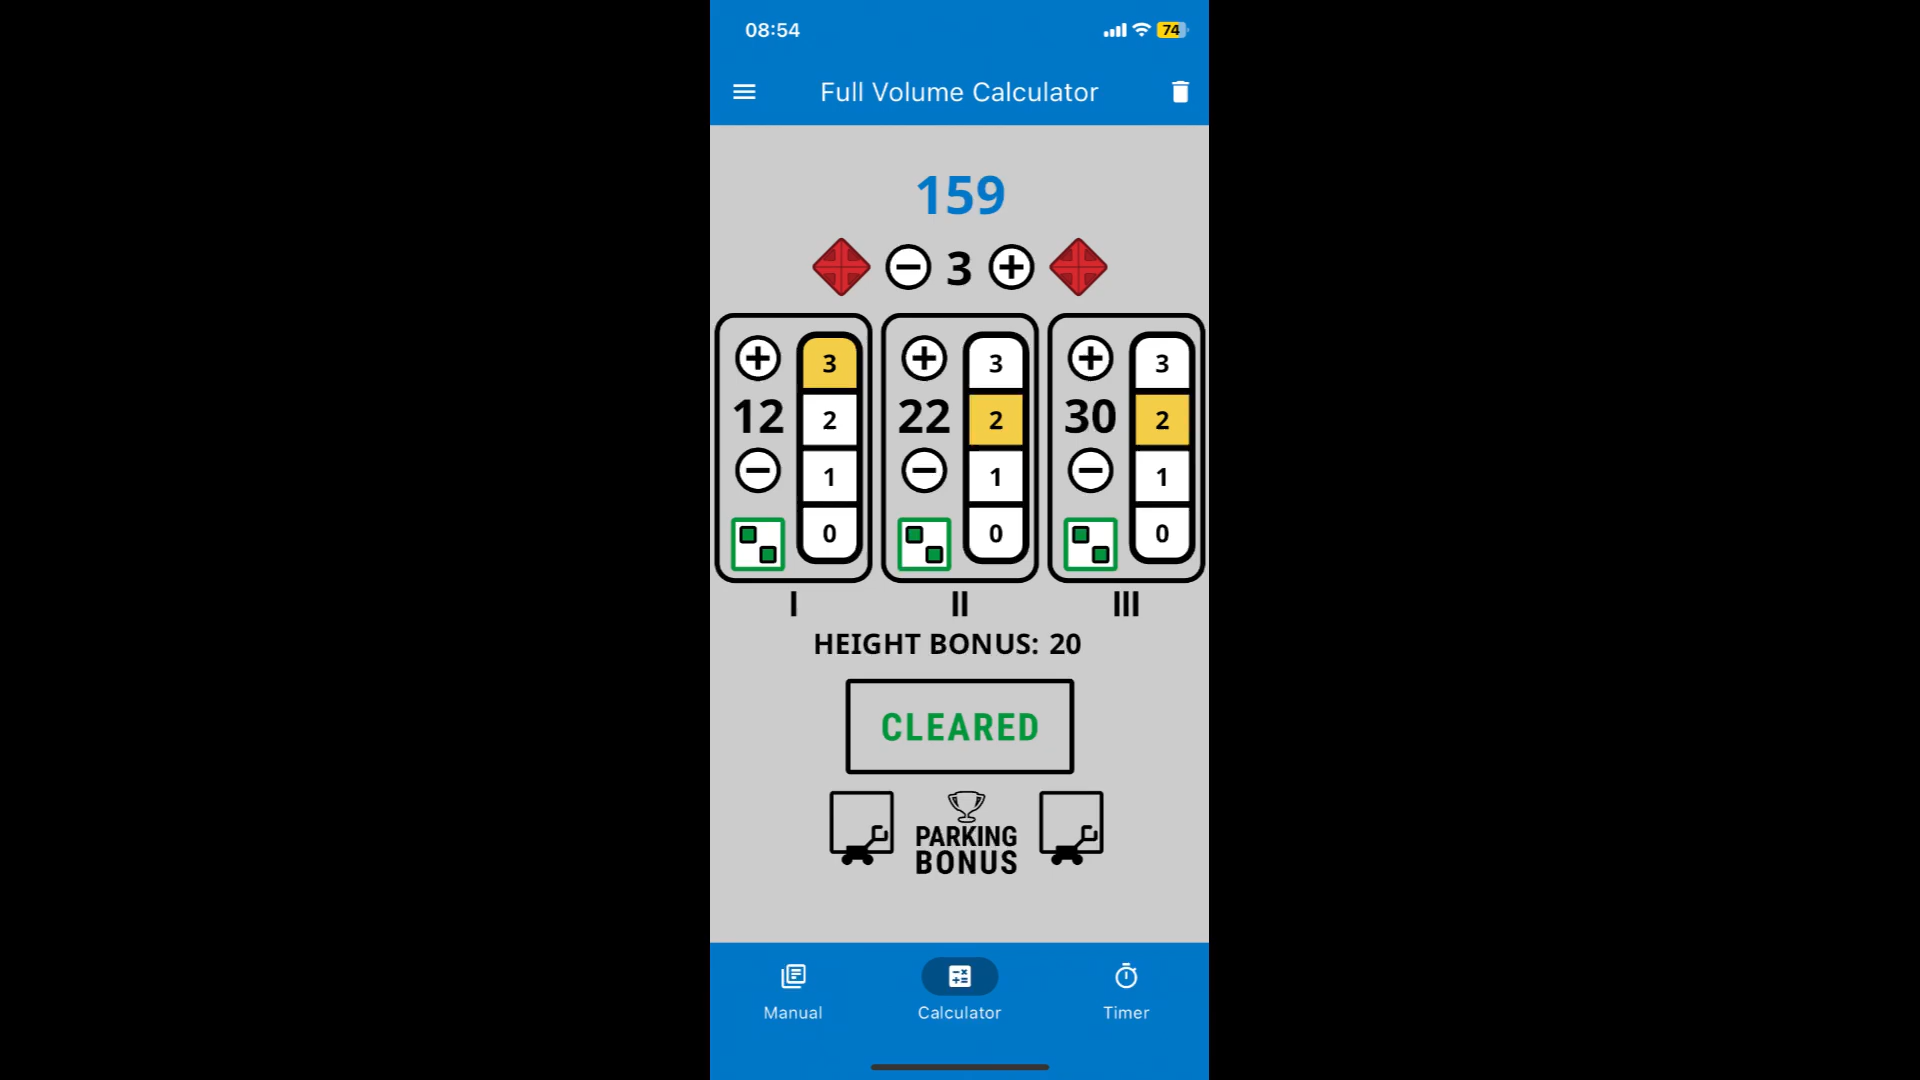 08:54
74
Full Volume Calculator
159
3
3 3 3
12 2 22 2 30 2
1 1 1
0 0 0
I II III
HEIGHT BONUS: 20
CLEARED
PARKING
BONUS
Manual Calculator Timer